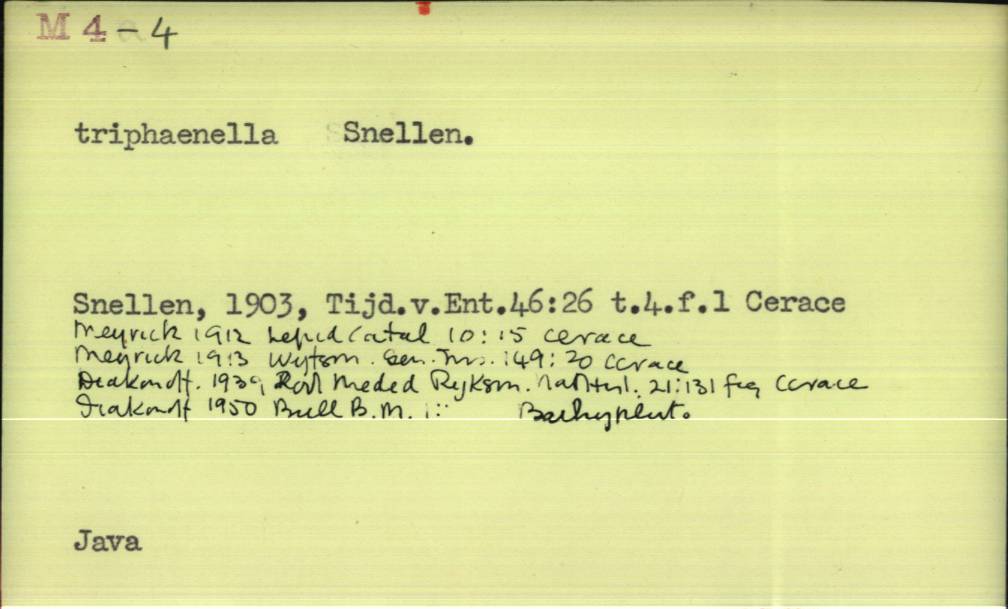 M 4 - 4
triphaenella Snellen.
Snellen, 1903, Tijd.v.Ent.46:26 t.4.f.1 Cerace
Meyrick 1912 Lepid Catal 10:15 cerace
Meyrick 1913 Wytsm. Gen. Ins. 149:20 cerace
Diakonoff. 1939, Meded Ryksm. Nat Hist. 21:131 fig cerace
Diakonoff 1950 Bull B.M. 1:
Java